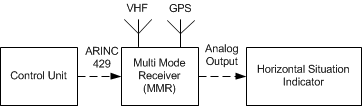 VHF
GPS
ARINC
429
Analog
Output
Control Unit
Multi Mode
Receiver
(MMR)
Horizontal Situation
Indicator